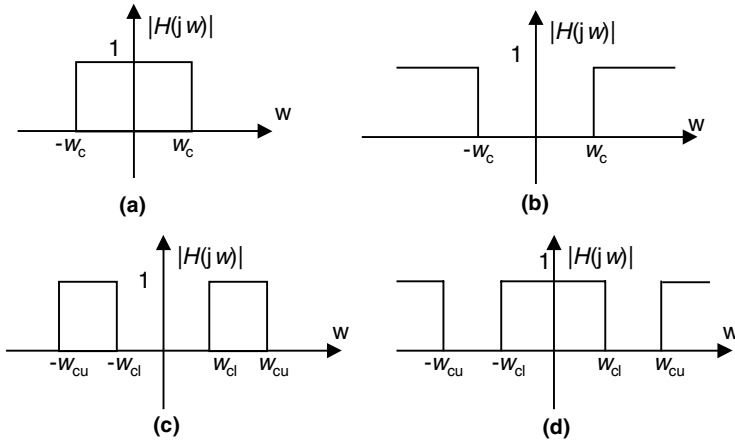 |H(j w)|
1
w
-wc
wc
(a)
|H(j w)|
1
w
-wc
wc
(b)
|H(j w)|
1
w
-wcu
-wcl
wcl
wcu
(c)
|H(j w)|
1
w
-wcu
-wcl
wcl
wcu
(d)